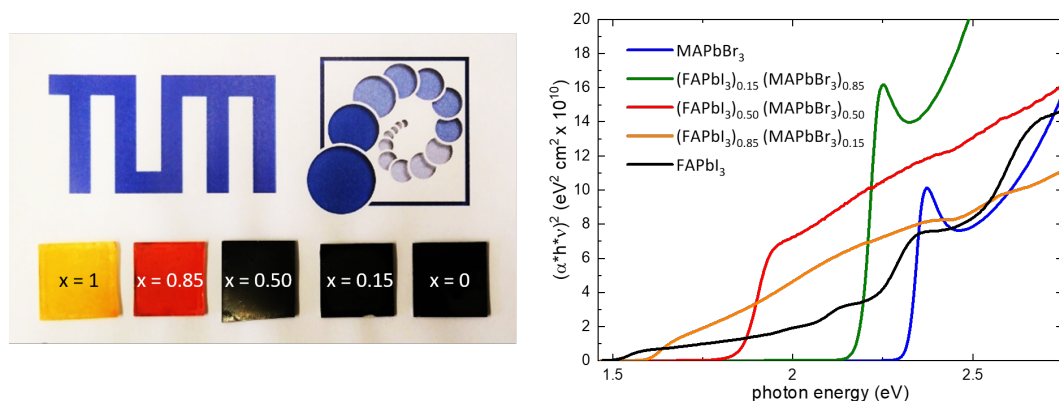 TUM
x = 1
x = 0.85
x = 0.50
x = 0.15
x = 0
(α*h*ν)² (eV² cm² x 10¹⁰)
20
18
16
14
12
10
8
6
4
2
0
MAPbBr₃
(FAPbI₃)₀.₁₅ (MAPbBr₃)₀.₈₅
(FAPbI₃)₀.₅₀ (MAPbBr₃)₀.₅₀
(FAPbI₃)₀.₈₅ (MAPbBr₃)₀.₁₅
FAPbI₃
1.5
2
2.5
photon energy (eV)